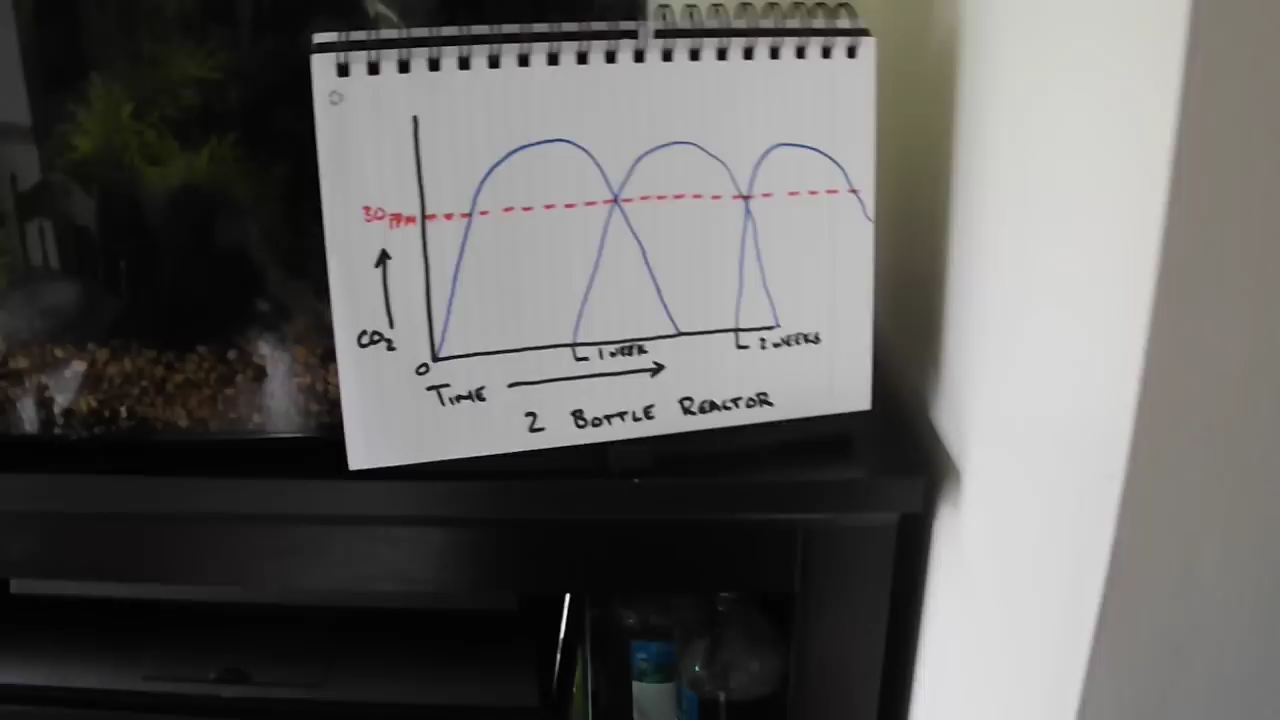 30 PPM
CO2
0
1 WEEK
2 WEEKS
TIME
2 BOTTLE REACTOR